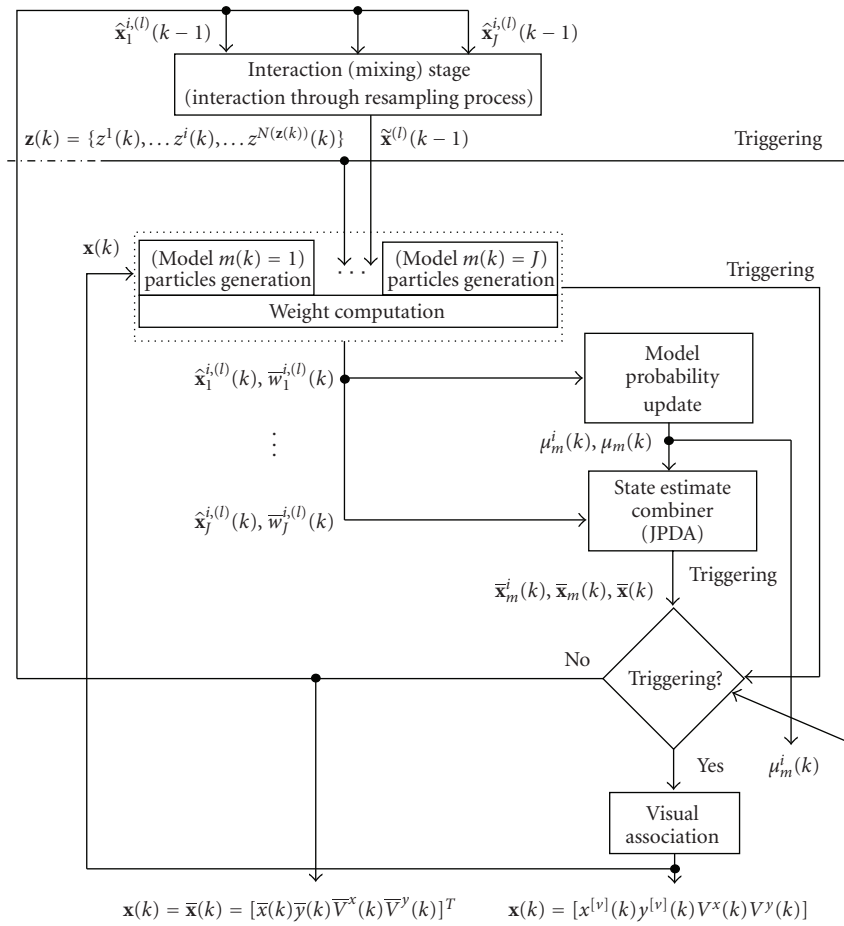 x̂₁^{i,(l)}(k−1)
x̂_J^{i,(l)}(k−1)
Interaction (mixing) stage
(interaction through resampling process)
z(k) = {z¹(k),...zⁱ(k),...z^{N(z(k))}(k)}
x̃^{(l)}(k−1)
Triggering
x(k)
(Model m(k) = 1)
particles generation
···
(Model m(k) = J)
particles generation
Triggering
Weight computation
x̂₁^{i,(l)}(k), w̅₁^{i,(l)}(k)
Model
probability
update
⋮
μ_m^i(k), μ_m(k)
x̂_J^{i,(l)}(k), w̅_J^{i,(l)}(k)
State estimate
combiner
(JPDA)
Triggering
x̅_m^i(k), x̅_m(k), x̅(k)
No
Triggering?
Yes
μ_m^i(k)
Visual
association
x(k) = x̅(k) = [x̅(k)y̅(k)V̅^x(k)V̅^y(k)]^T
x(k) = [x^{[v]}(k)y^{[v]}(k)V^x(k)V^y(k)]